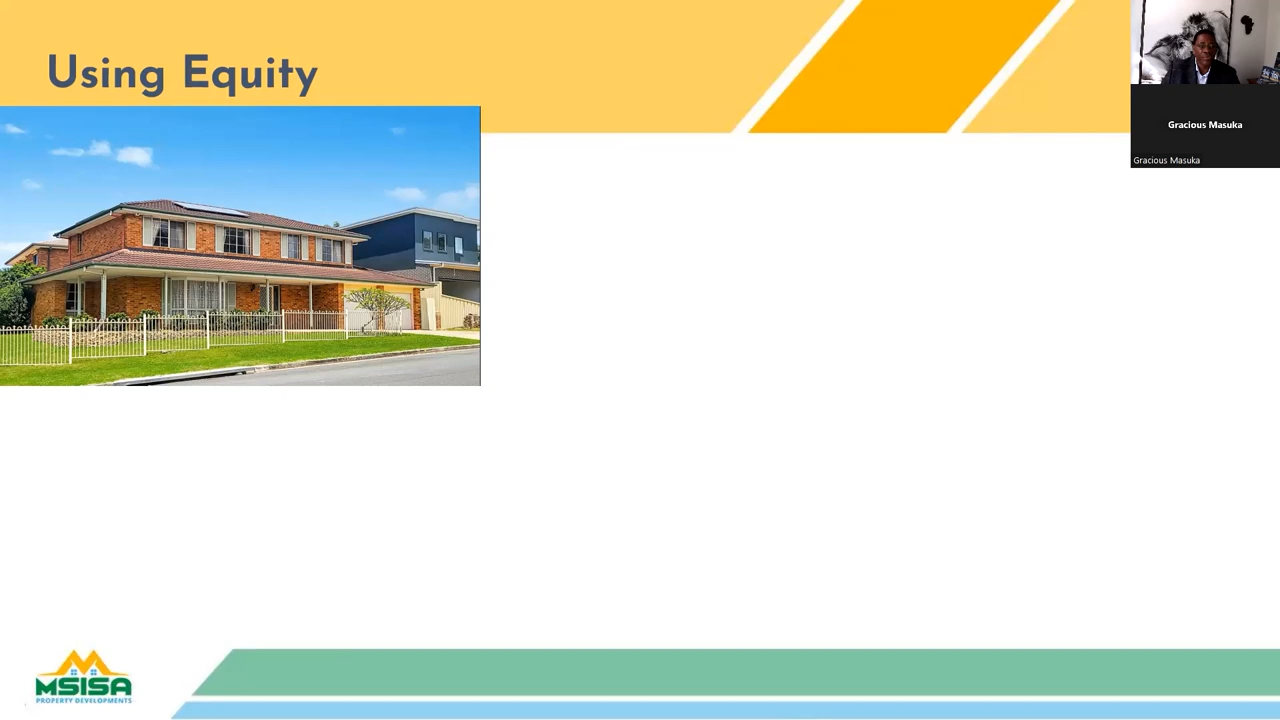 Using Equity
Gracious Masuka
Gracious Masuka
MSISA
PROPERTY DEVELOPMENTS